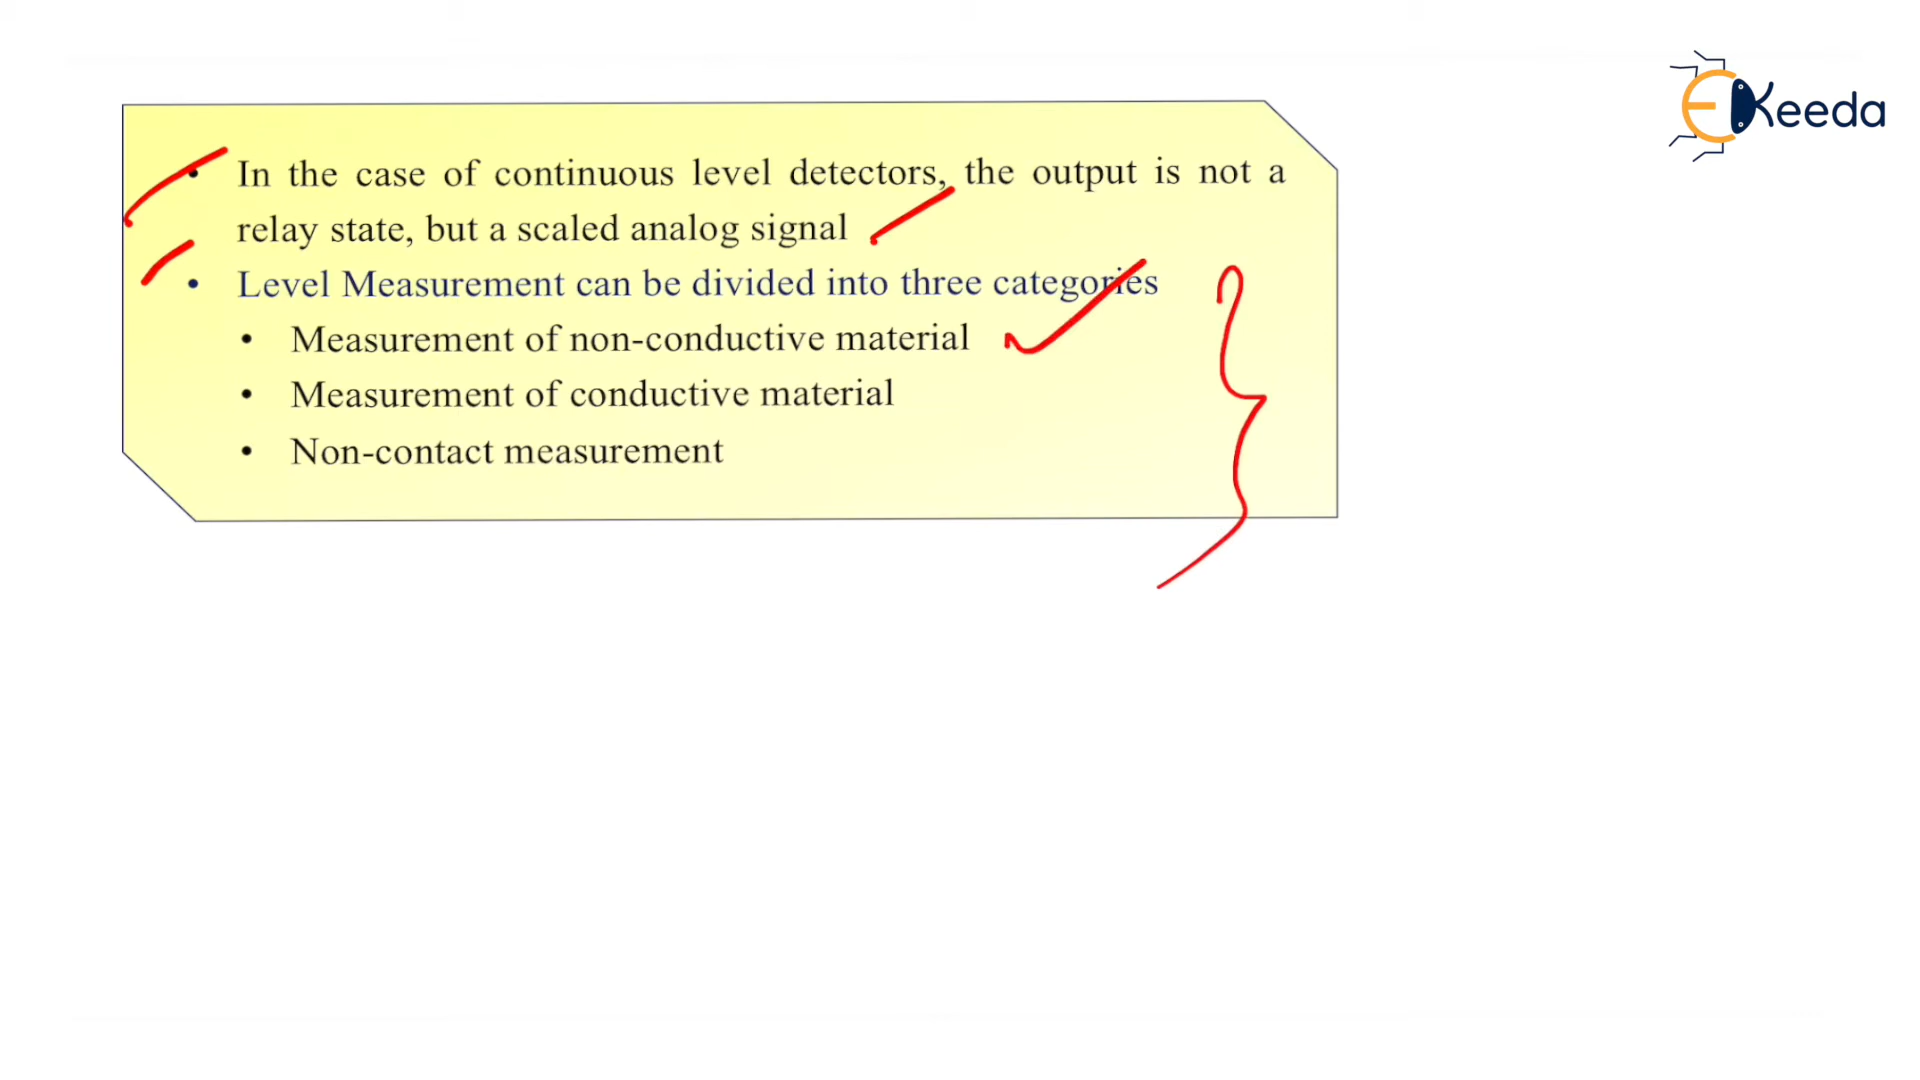 Keeda
• In the case of continuous level detectors, the output is not a
relay state, but a scaled analog signal
• Level Measurement can be divided into three categories
• Measurement of non-conductive material
• Measurement of conductive material
• Non-contact measurement